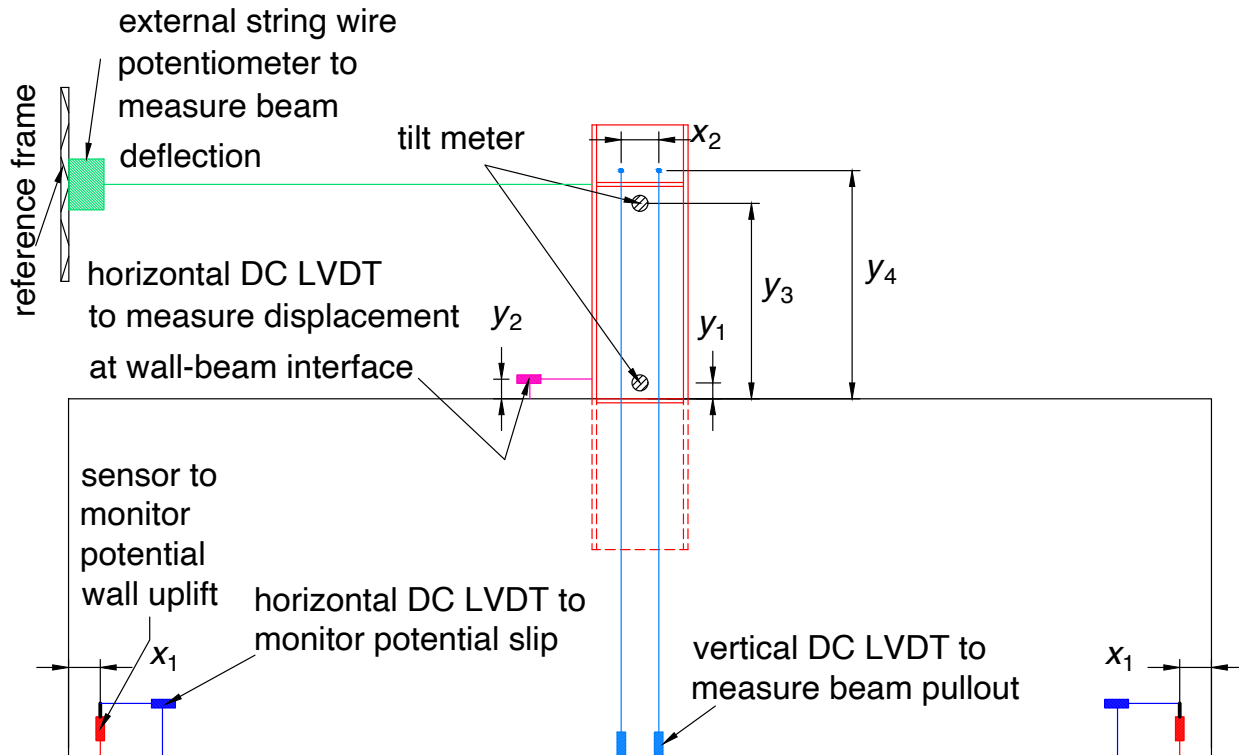 external string wire
potentiometer to
measure beam
deflection
reference frame
tilt meter
x2
y4
y3
horizontal DC LVDT
to measure displacement
at wall-beam interface
y2
y1
sensor to
monitor
potential
wall uplift
horizontal DC LVDT to
monitor potential slip
x1
vertical DC LVDT to
measure beam pullout
x1